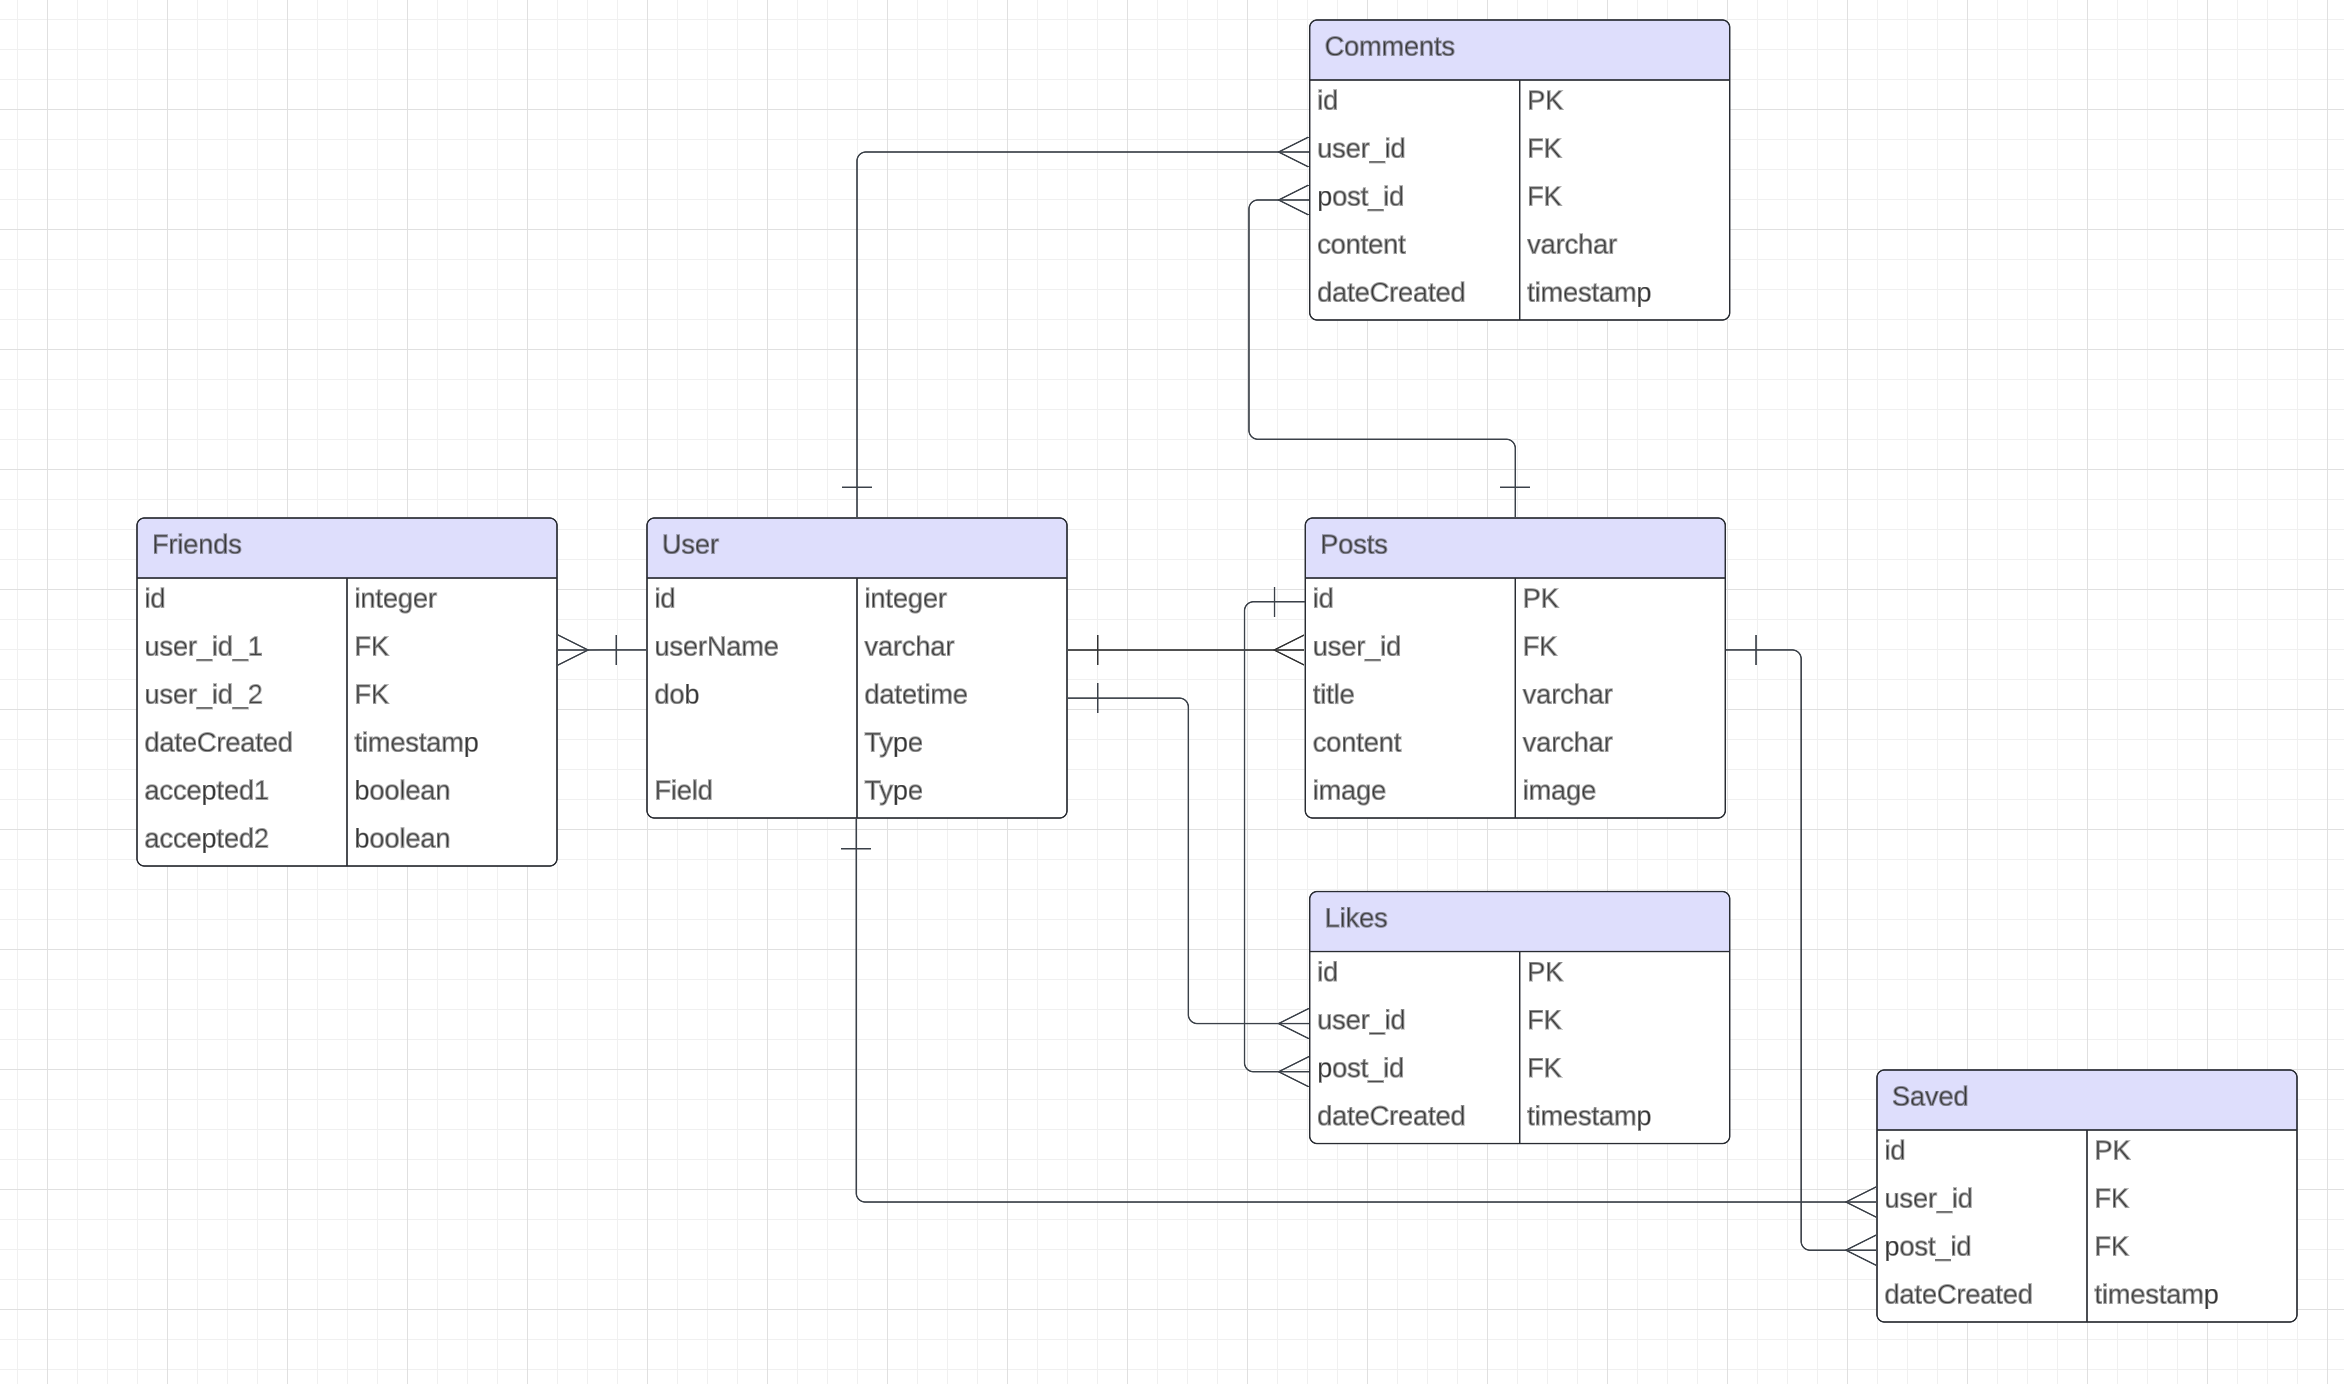 Comments
id PK
user_id FK
post_id FK
content varchar
dateCreated timestamp
Friends
id integer
user_id_1 FK
user_id_2 FK
dateCreated timestamp
accepted1 boolean
accepted2 boolean
User
id integer
userName varchar
dob datetime
Type
Field Type
Posts
id PK
user_id FK
title varchar
content varchar
image image
Likes
id PK
user_id FK
post_id FK
dateCreated timestamp
Saved
id PK
user_id FK
post_id FK
dateCreated timestamp